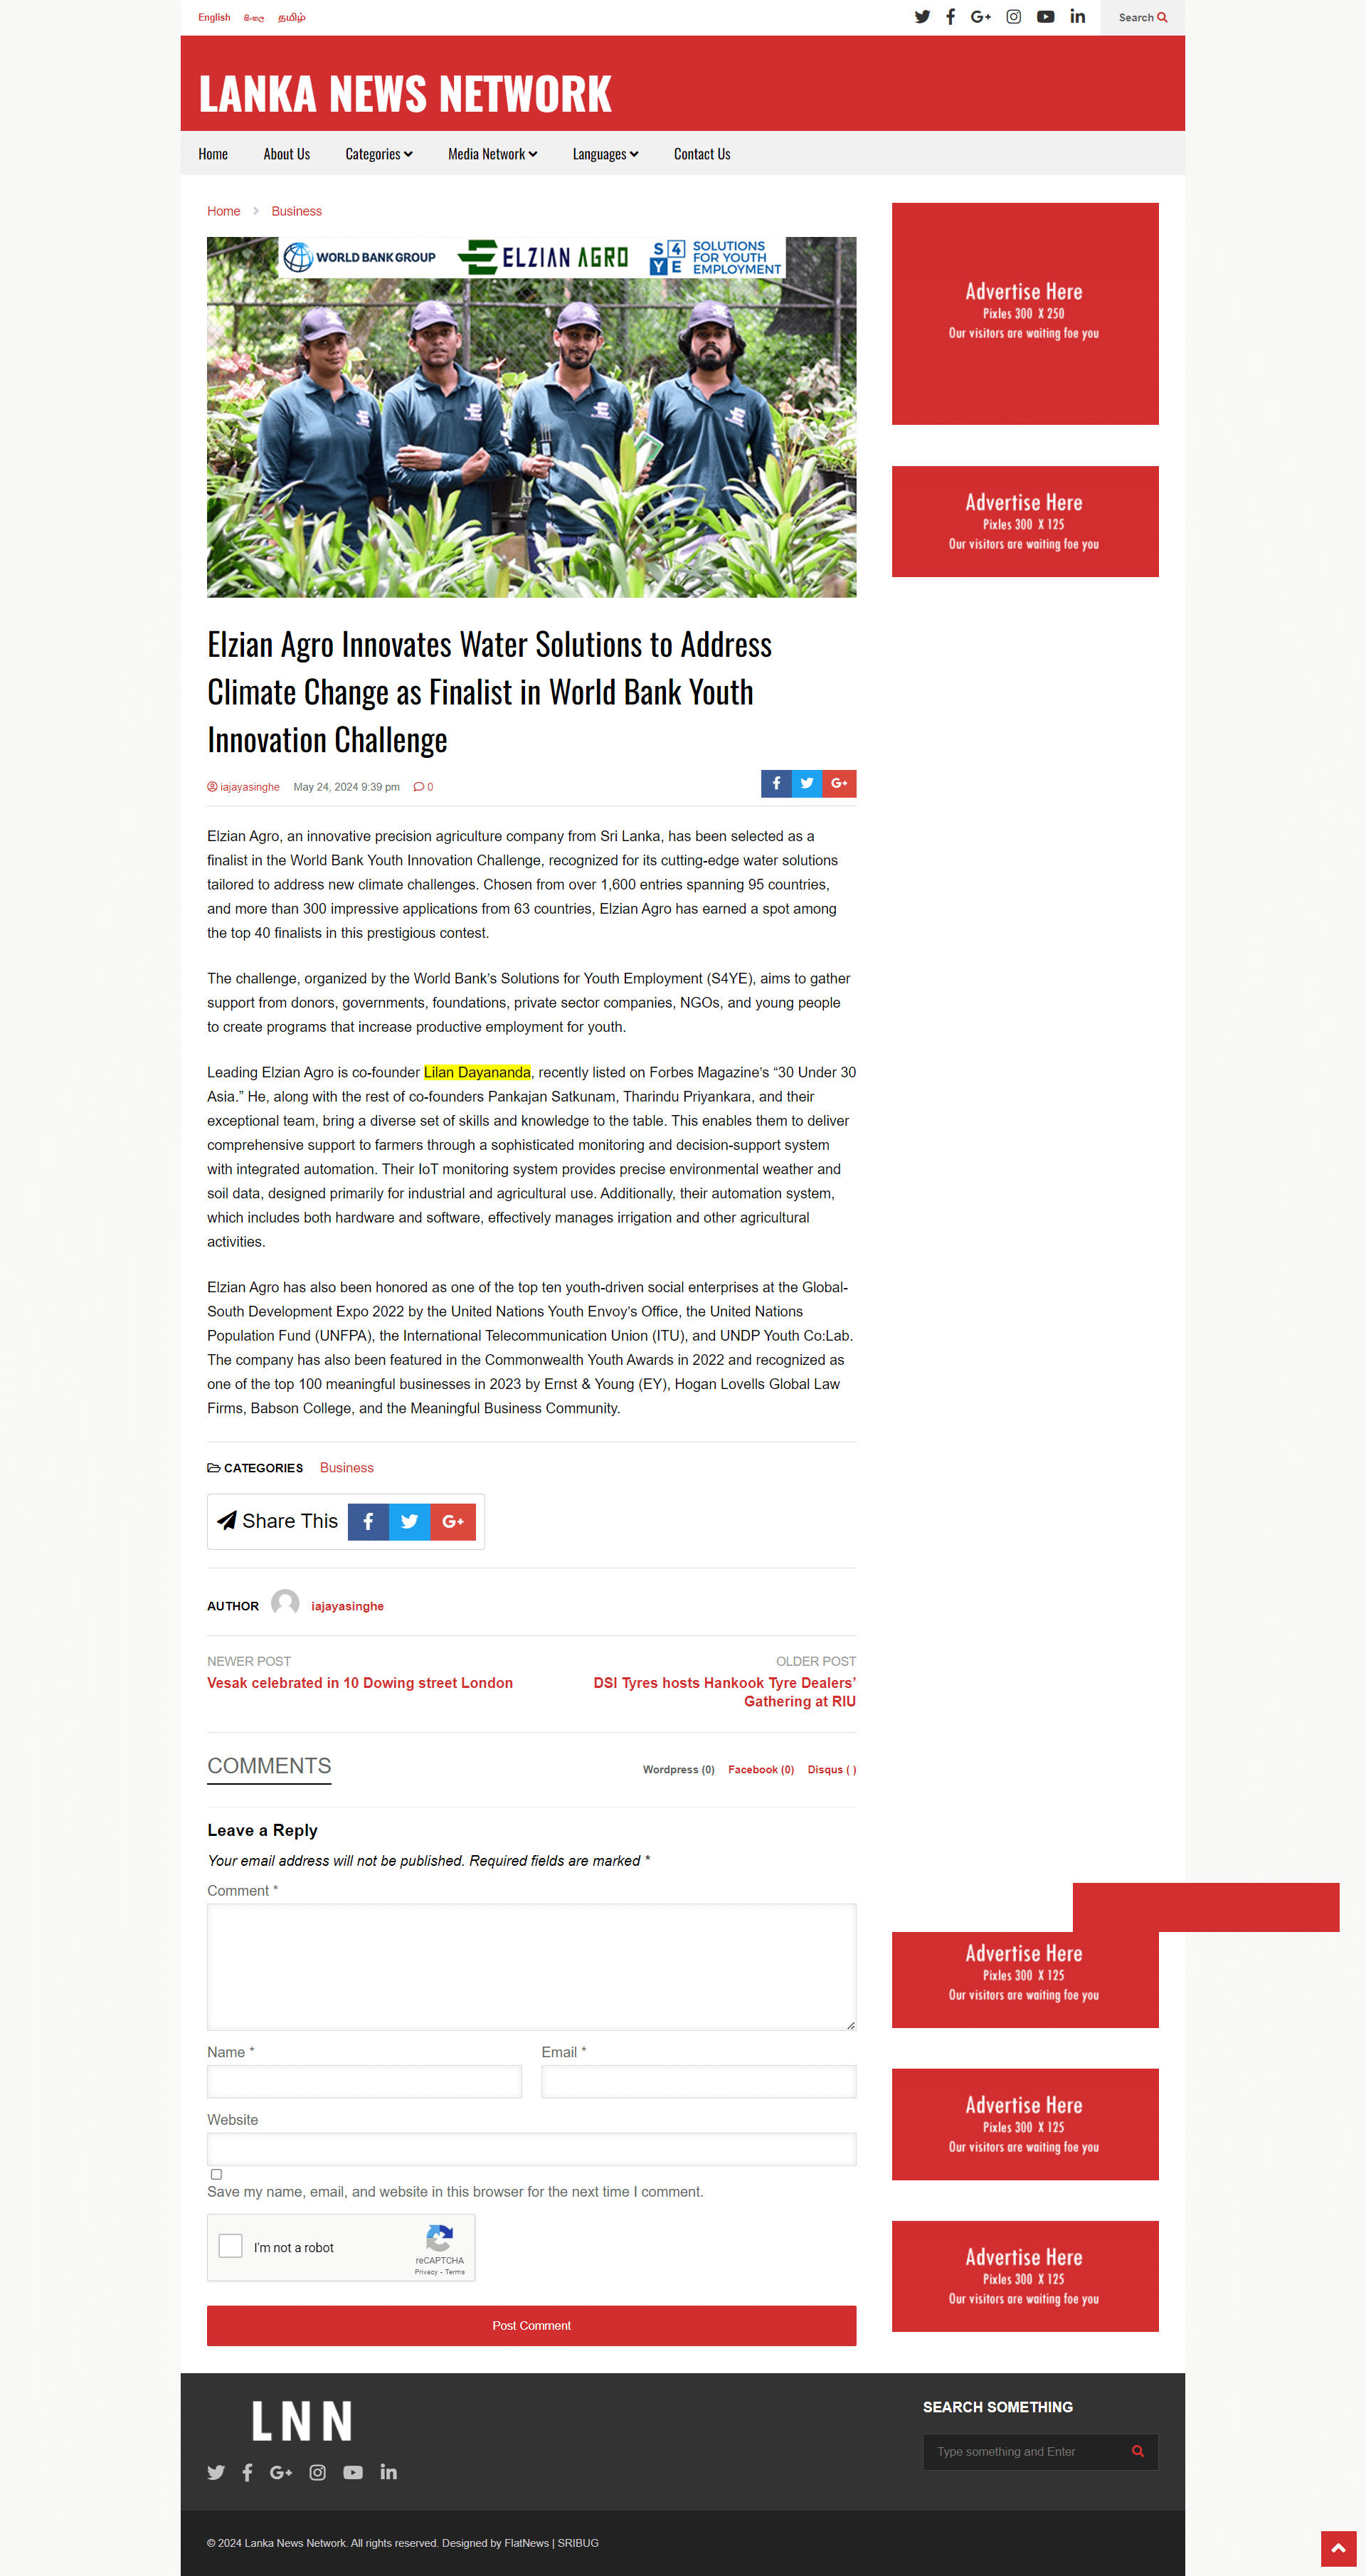 English සිංහල தமிழ்
Search
LANKA NEWS NETWORK
Home About Us Categories Media Network Languages Contact Us
Home Business
WORLD BANK GROUP ELZIAN AGRO S4YE SOLUTIONS FOR YOUTH EMPLOYMENT
Advertise Here
Pixles 300 X 250
Our visitors are waiting foe you
Advertise Here
Pixles 300 X 125
Our visitors are waiting foe you
Elzian Agro Innovates Water Solutions to Address
Climate Change as Finalist in World Bank Youth
Innovation Challenge
iajayasinghe May 24, 2024 9:39 pm 0
Elzian Agro, an innovative precision agriculture company from Sri Lanka, has been selected as a
finalist in the World Bank Youth Innovation Challenge, recognized for its cutting-edge water solutions
tailored to address new climate challenges. Chosen from over 1,600 entries spanning 95 countries,
and more than 300 impressive applications from 63 countries, Elzian Agro has earned a spot among
the top 40 finalists in this prestigious contest.
The challenge, organized by the World Bank’s Solutions for Youth Employment (S4YE), aims to gather
support from donors, governments, foundations, private sector companies, NGOs, and young people
to create programs that increase productive employment for youth.
Leading Elzian Agro is co-founder Lilan Dayananda, recently listed on Forbes Magazine’s “30 Under 30
Asia.” He, along with the rest of co-founders Pankajan Satkunam, Tharindu Priyankara, and their
exceptional team, bring a diverse set of skills and knowledge to the table. This enables them to deliver
comprehensive support to farmers through a sophisticated monitoring and decision-support system
with integrated automation. Their IoT monitoring system provides precise environmental weather and
soil data, designed primarily for industrial and agricultural use. Additionally, their automation system,
which includes both hardware and software, effectively manages irrigation and other agricultural
activities.
Elzian Agro has also been honored as one of the top ten youth-driven social enterprises at the Global-
South Development Expo 2022 by the United Nations Youth Envoy’s Office, the United Nations
Population Fund (UNFPA), the International Telecommunication Union (ITU), and UNDP Youth Co:Lab.
The company has also been featured in the Commonwealth Youth Awards in 2022 and recognized as
one of the top 100 meaningful businesses in 2023 by Ernst & Young (EY), Hogan Lovells Global Law
Firms, Babson College, and the Meaningful Business Community.
CATEGORIES Business
Share This
AUTHOR iajayasinghe
NEWER POST
Vesak celebrated in 10 Dowing street London
OLDER POST
DSI Tyres hosts Hankook Tyre Dealers’
Gathering at RIU
COMMENTS
Wordpress (0) Facebook (0) Disqus ( )
Leave a Reply
Your email address will not be published. Required fields are marked *
Comment *
Name * Email *
Website
Save my name, email, and website in this browser for the next time I comment.
I'm not a robot
reCAPTCHA
Privacy - Terms
Post Comment
Advertise Here
Pixles 300 X 125
Our visitors are waiting foe you
Advertise Here
Pixles 300 X 125
Our visitors are waiting foe you
Advertise Here
Pixles 300 X 125
Our visitors are waiting foe you
LNN
SEARCH SOMETHING
Type something and Enter
© 2024 Lanka News Network. All rights reserved. Designed by FlatNews | SRIBUG